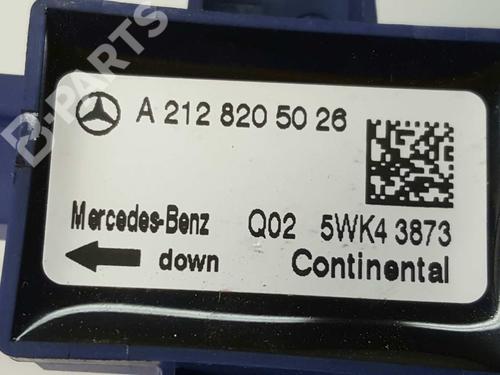 B-PARTS
A 212 820 50 26
Mercedes-Benz Q02 5WK4 3873
down Continental